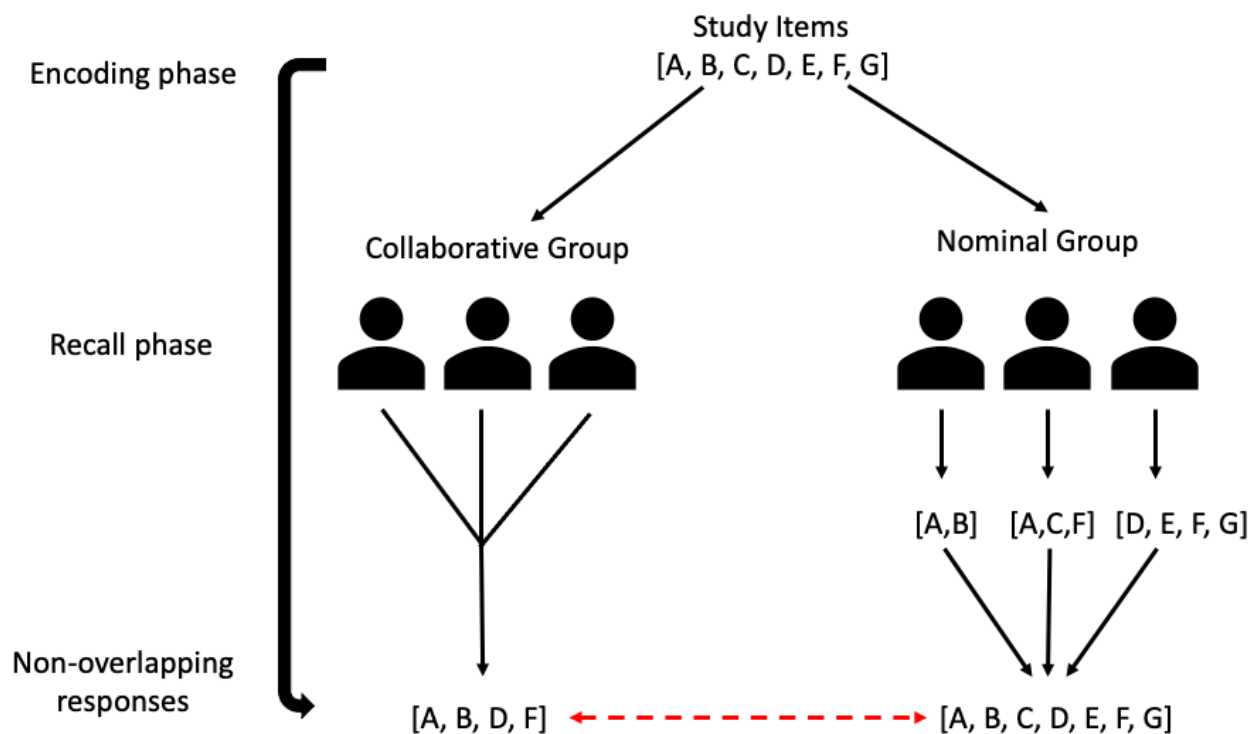 Study Items
Encoding phase
[A, B, C, D, E, F, G]
Collaborative Group
Nominal Group
Recall phase
[A,B]
[A,C,F]
[D, E, F, G]
Non-overlapping
responses
[A, B, D, F]
[A, B, C, D, E, F, G]